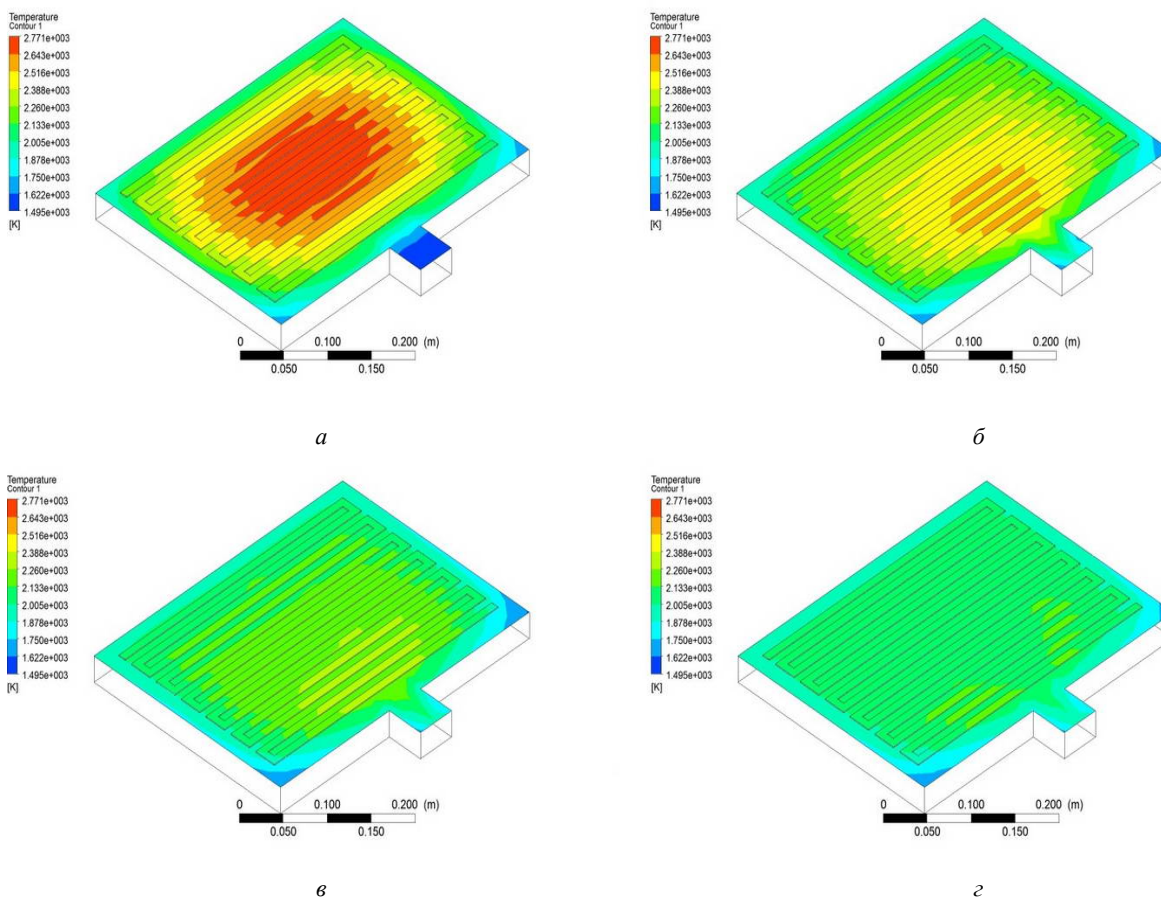 Temperature
Contour 1
2.771e+003
2.643e+003
2.516e+003
2.388e+003
2.260e+003
2.133e+003
2.005e+003
1.878e+003
1.750e+003
1.622e+003
1.495e+003
[K]
0 0.100 0.200 (m)
0.050 0.150
а
Temperature
Contour 1
2.771e+003
2.643e+003
2.516e+003
2.388e+003
2.260e+003
2.133e+003
2.005e+003
1.878e+003
1.750e+003
1.622e+003
1.495e+003
[K]
0 0.100 0.200 (m)
0.050 0.150
б
Temperature
Contour 1
2.771e+003
2.643e+003
2.516e+003
2.388e+003
2.260e+003
2.133e+003
2.005e+003
1.878e+003
1.750e+003
1.622e+003
1.495e+003
[K]
0 0.100 0.200 (m)
0.050 0.150
в
Temperature
Contour 1
2.771e+003
2.643e+003
2.516e+003
2.388e+003
2.260e+003
2.133e+003
2.005e+003
1.878e+003
1.750e+003
1.622e+003
1.495e+003
[K]
0 0.100 0.200 (m)
0.050 0.150
г